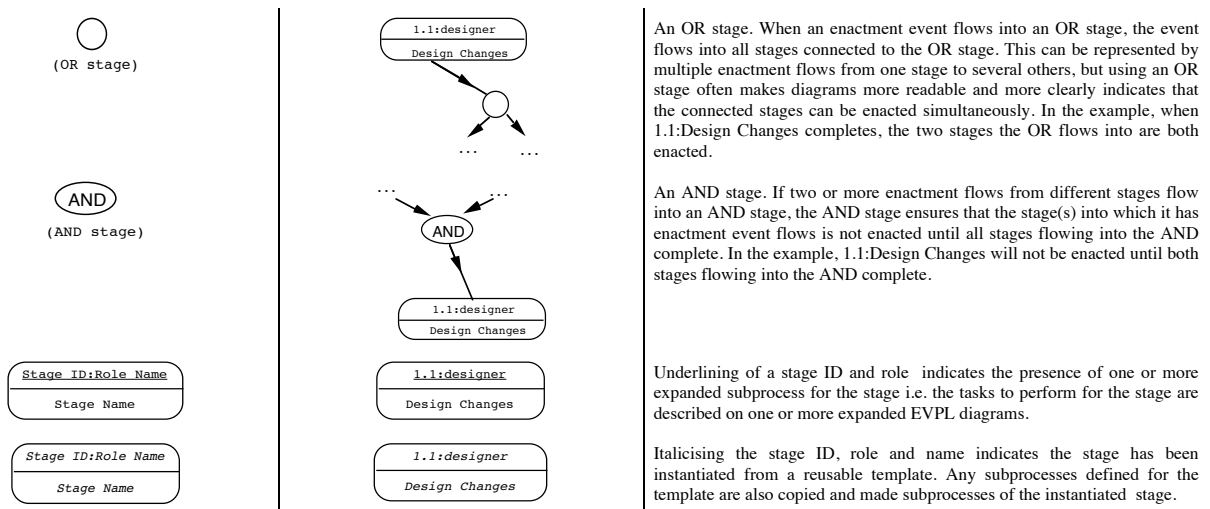 (OR stage)
1.1:designer
Design Changes
... ...
An OR stage. When an enactment event flows into an OR stage, the event
flows into all stages connected to the OR stage. This can be represented by
multiple enactment flows from one stage to several others, but using an OR
stage often makes diagrams more readable and more clearly indicates that
the connected stages can be enacted simultaneously. In the example, when
1.1:Design Changes completes, the two stages the OR flows into are both
enacted.
AND
(AND stage)
... ...
AND
1.1:designer
Design Changes
An AND stage. If two or more enactment flows from different stages flow
into an AND stage, the AND stage ensures that the stage(s) into which it has
enactment event flows is not enacted until all stages flowing into the AND
complete. In the example, 1.1:Design Changes will not be enacted until both
stages flowing into the AND complete.
Stage ID:Role Name
Stage Name
1.1:designer
Design Changes
Underlining of a stage ID and role indicates the presence of one or more
expanded subprocess for the stage i.e. the tasks to perform for the stage are
described on one or more expanded EVPL diagrams.
Stage ID:Role Name
Stage Name
1.1:designer
Design Changes
Italicising the stage ID, role and name indicates the stage has been
instantiated from a reusable template. Any subprocesses defined for the
template are also copied and made subprocesses of the instantiated stage.